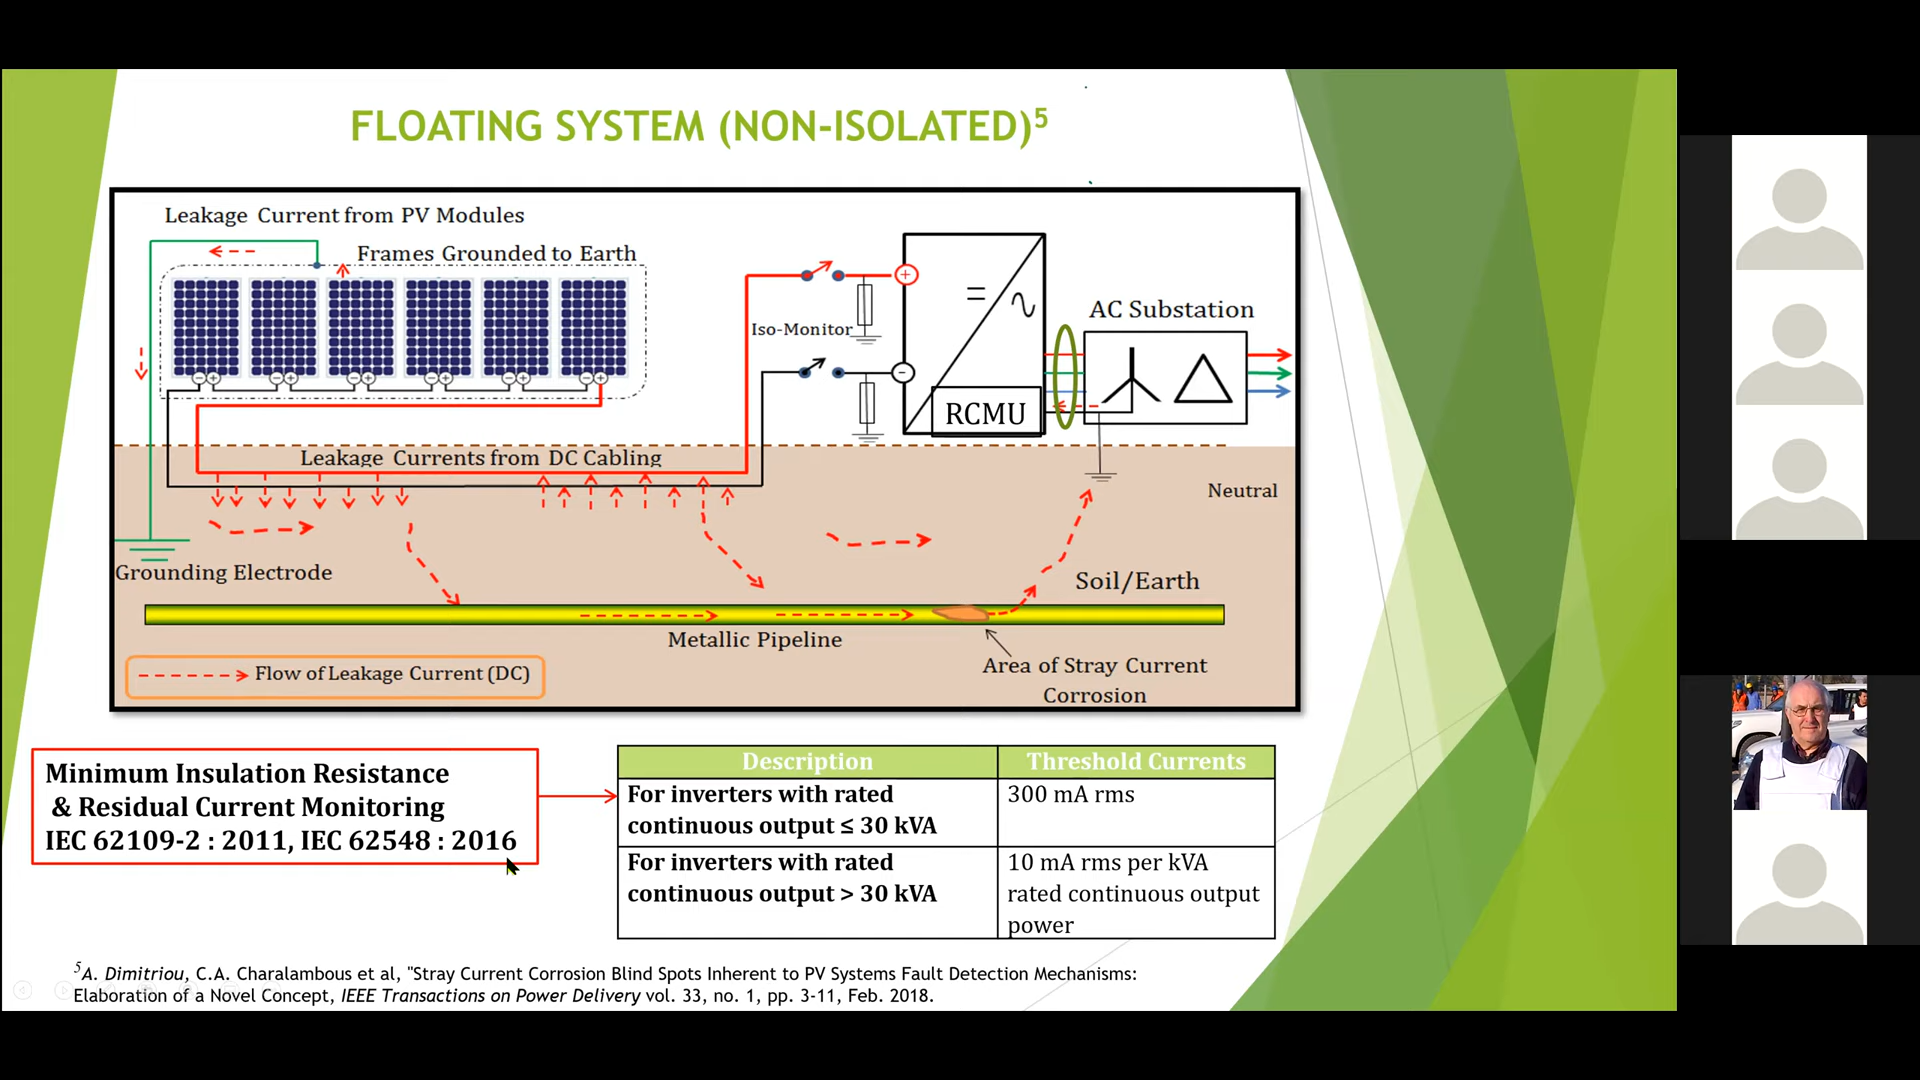 FLOATING SYSTEM (NON-ISOLATED)5
Leakage Current from PV Modules
Frames Grounded to Earth
Iso-Monitor
AC Substation
RCMU
Leakage Currents from DC Cabling
Neutral
Grounding Electrode
Soil/Earth
Metallic Pipeline
Flow of Leakage Current (DC)
Area of Stray Current
Corrosion
Minimum Insulation Resistance
& Residual Current Monitoring
IEC 62109-2 : 2011, IEC 62548 : 2016
Description Threshold Currents
For inverters with rated 300 mA rms
continuous output ≤ 30 kVA
For inverters with rated 10 mA rms per kVA
continuous output > 30 kVA rated continuous output
power
5A. Dimitriou, C.A. Charalambous et al, "Stray Current Corrosion Blind Spots Inherent to PV Systems Fault Detection Mechanisms:
Elaboration of a Novel Concept, IEEE Transactions on Power Delivery vol. 33, no. 1, pp. 3-11, Feb. 2018.